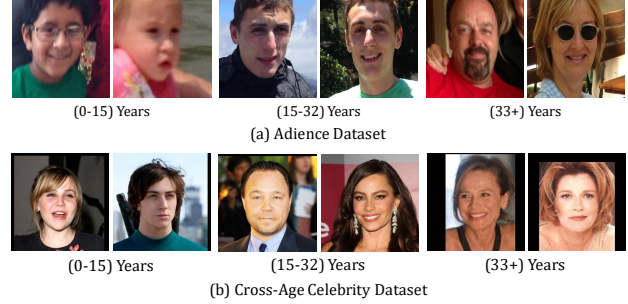 (0-15) Years (15-32) Years (33+) Years
(a) Adience Dataset
(0-15) Years (15-32) Years (33+) Years
(b) Cross-Age Celebrity Dataset